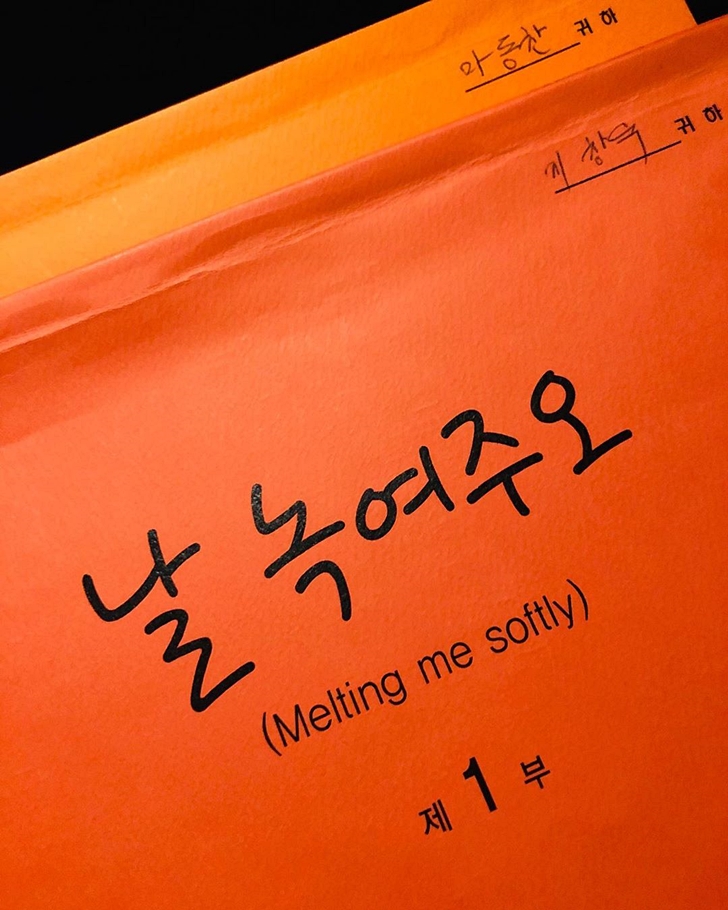 마동찬 귀하
지창욱 귀하
날 녹여주오
(Melting me softly)
제 1 부